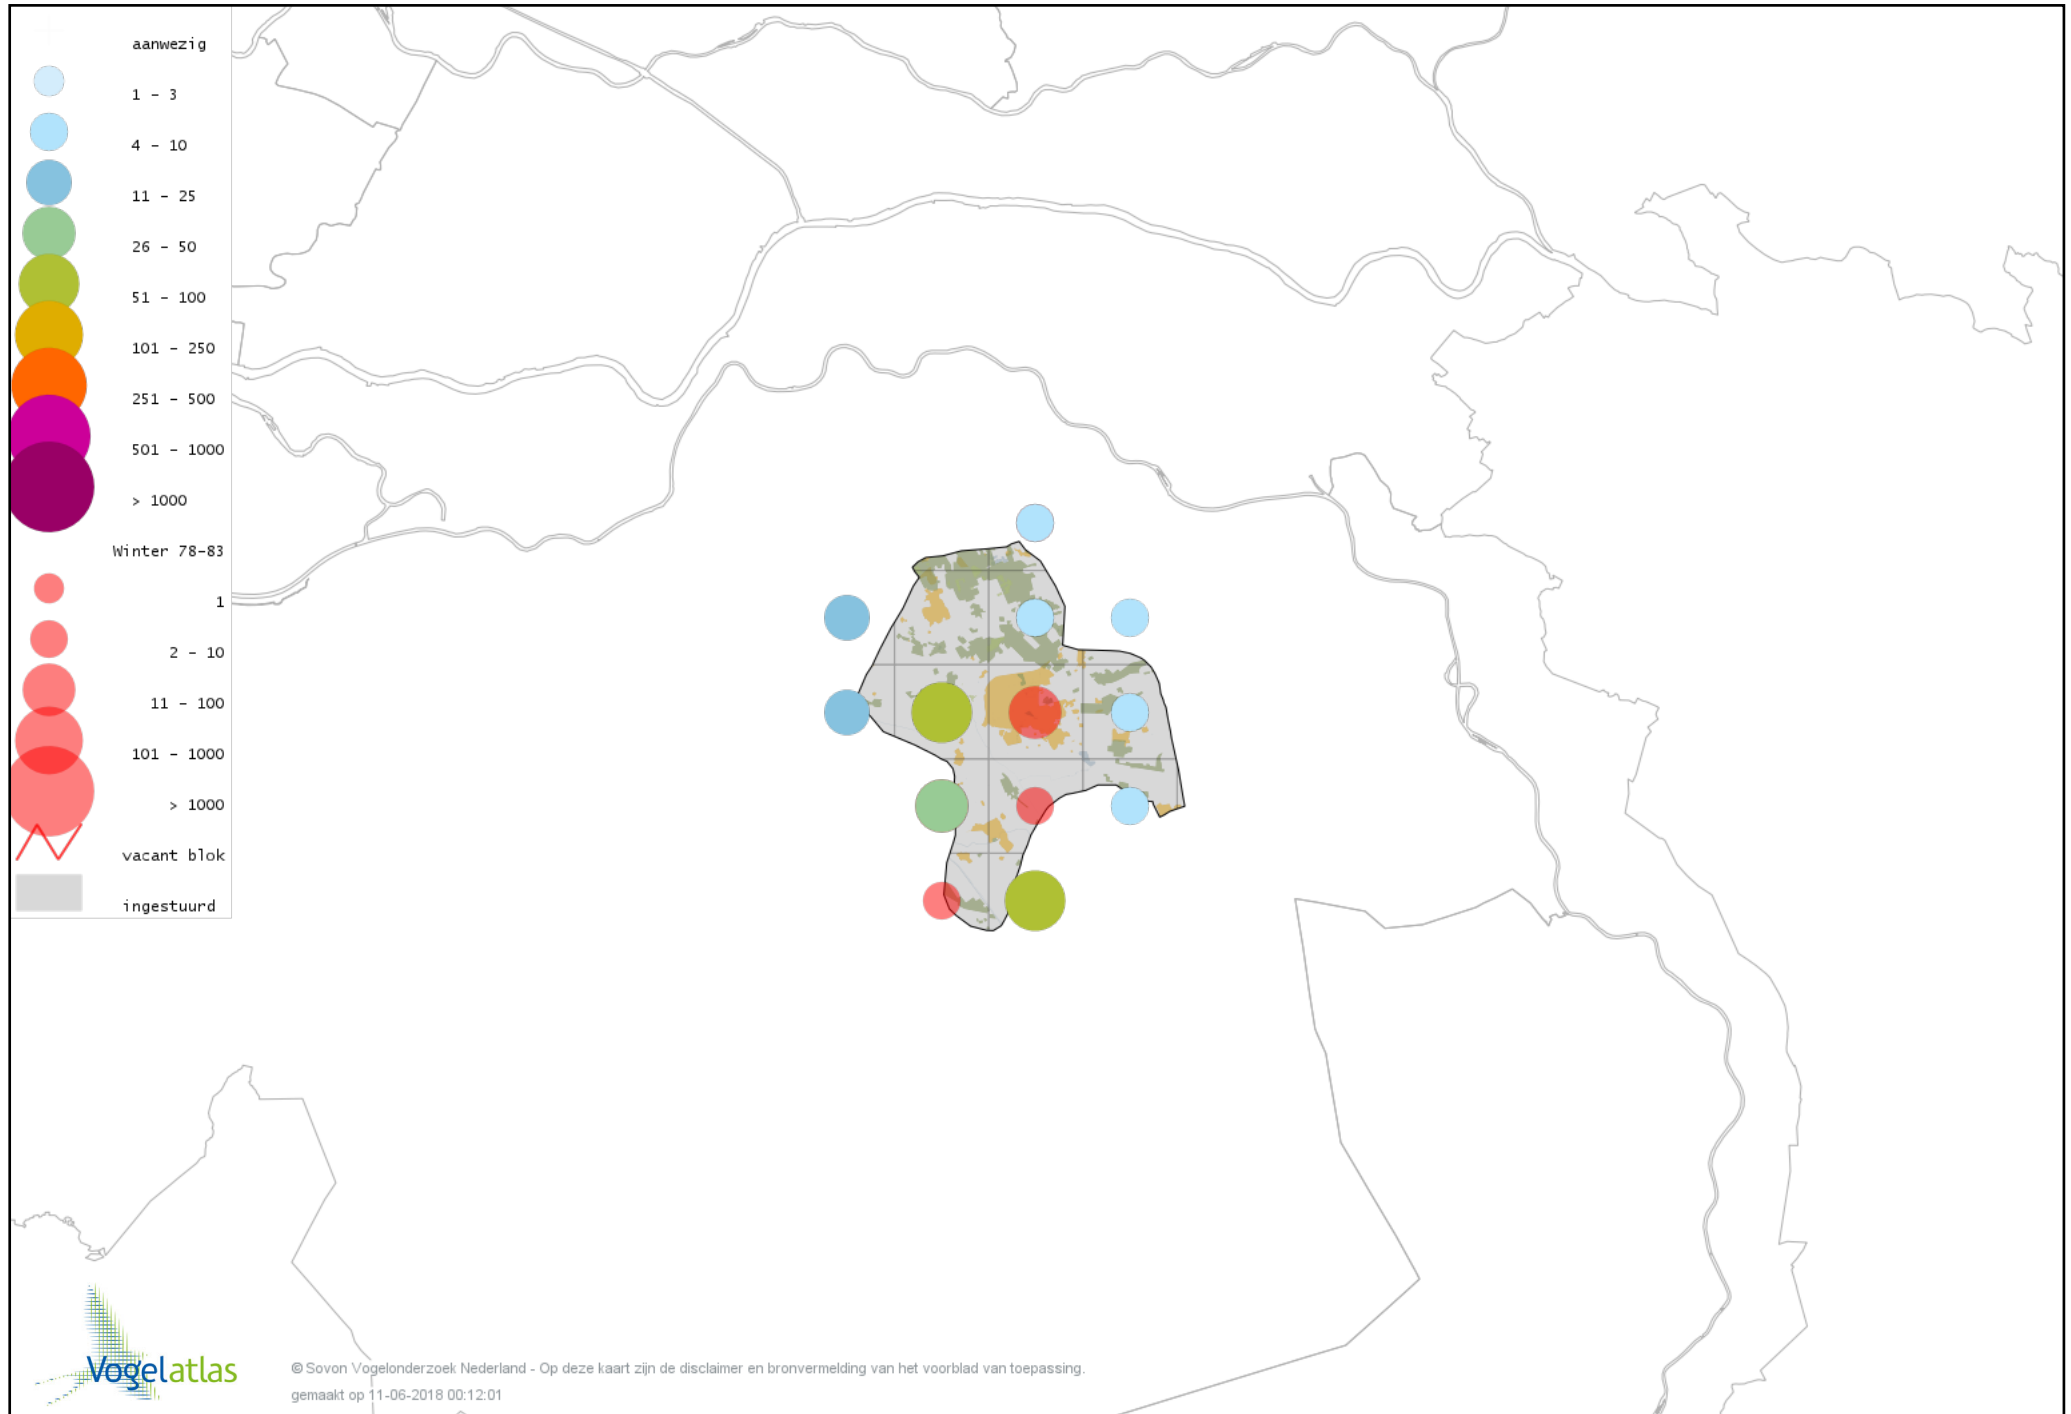 aanwezig
1 - 3
4 - 10
11 - 25
26 - 50
51 - 100
101 - 250
251 - 500
501 - 1000
> 1000
Winter 78-83
1
2 - 10
11 - 100
101 - 1000
> 1000
vacant blok
ingestuurd
Vogelatlas
© Sovon Vogelonderzoek Nederland - Op deze kaart zijn de disclaimer en bronvermelding van het voorblad van toepassing.
gemaakt op 11-06-2018 00:12:01